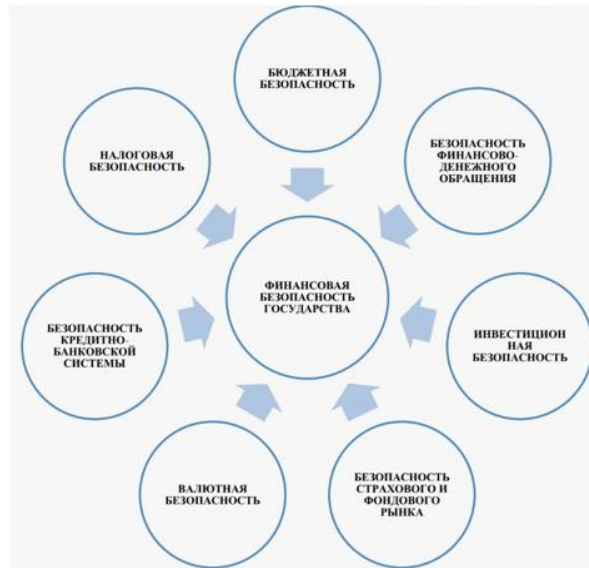 БЮДЖЕТНАЯ
БЕЗОПАСНОСТЬ
БЕЗОПАСНОСТЬ
ФИНАНСОВО-
ДЕНЕЖНОГО
ОБРАЩЕНИЯ
ИНВЕСТИЦИОН
НАЯ
БЕЗОПАСНОСТЬ
БЕЗОПАСНОСТЬ
СТРАХОВОГО И
ФОНДОВОГО
РЫНКА
ВАЛЮТНАЯ
БЕЗОПАСНОСТЬ
БЕЗОПАСНОСТЬ
КРЕДИТНО-
БАНКОВСКОЙ
СИСТЕМЫ
НАЛОГОВАЯ
БЕЗОПАСНОСТЬ
ФИНАНСОВАЯ
БЕЗОПАСНОСТЬ
ГОСУДАРСТВА